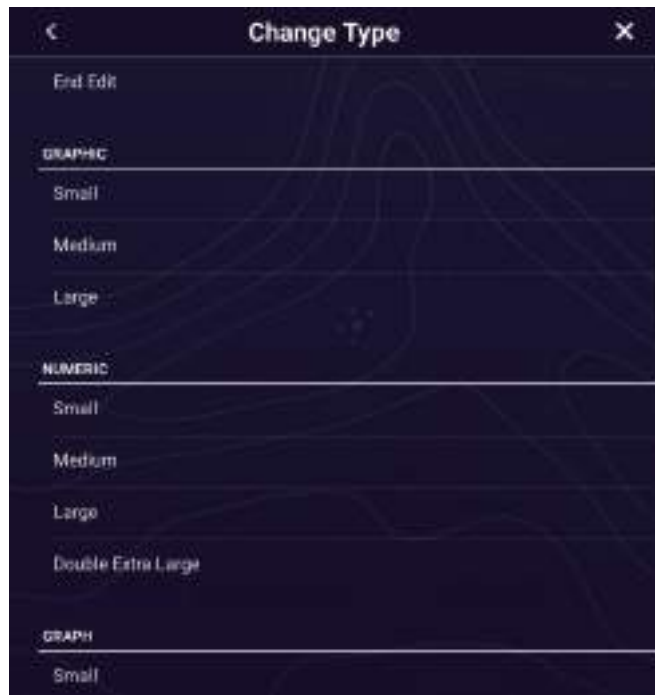 Change Type
End Edit
GRAPHIC
Small
Medium
Large
NUMERIC
Small
Medium
Large
Double Extra Large
GRAPH
Small